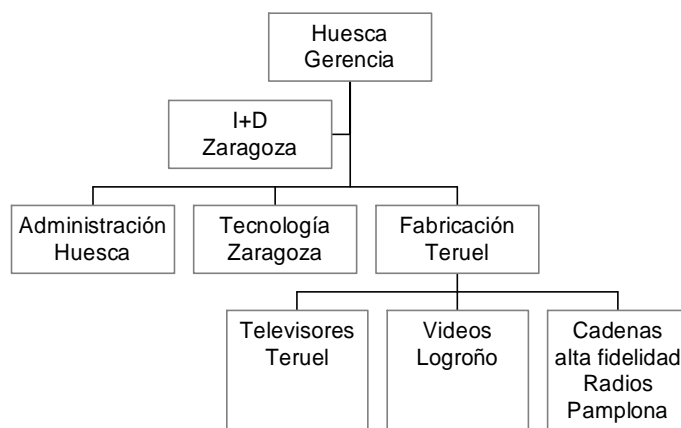 Huesca
Gerencia
I+D
Zaragoza
Administración
Huesca
Tecnología
Zaragoza
Fabricación
Teruel
Televisores
Teruel
Videos
Logroño
Cadenas
alta fidelidad
Radios
Pamplona